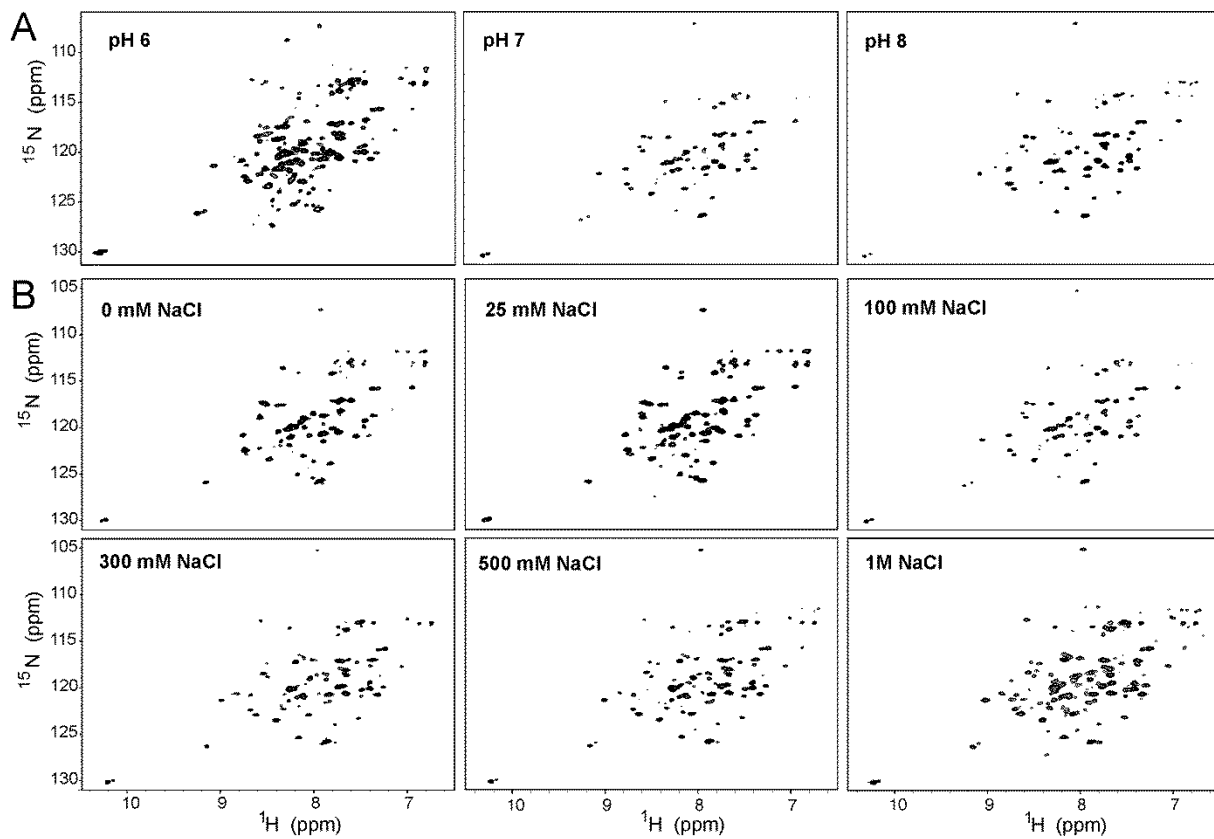 A
pH 6
pH 7
pH 8
110
115
120
125
130
15N (ppm)
B
0 mM NaCl
25 mM NaCl
100 mM NaCl
105
110
115
120
125
130
15N (ppm)
300 mM NaCl
500 mM NaCl
1M NaCl
105
110
115
120
125
130
15N (ppm)
10 9 8 7
10 9 8 7
10 9 8 7
1H (ppm)
1H (ppm)
1H (ppm)